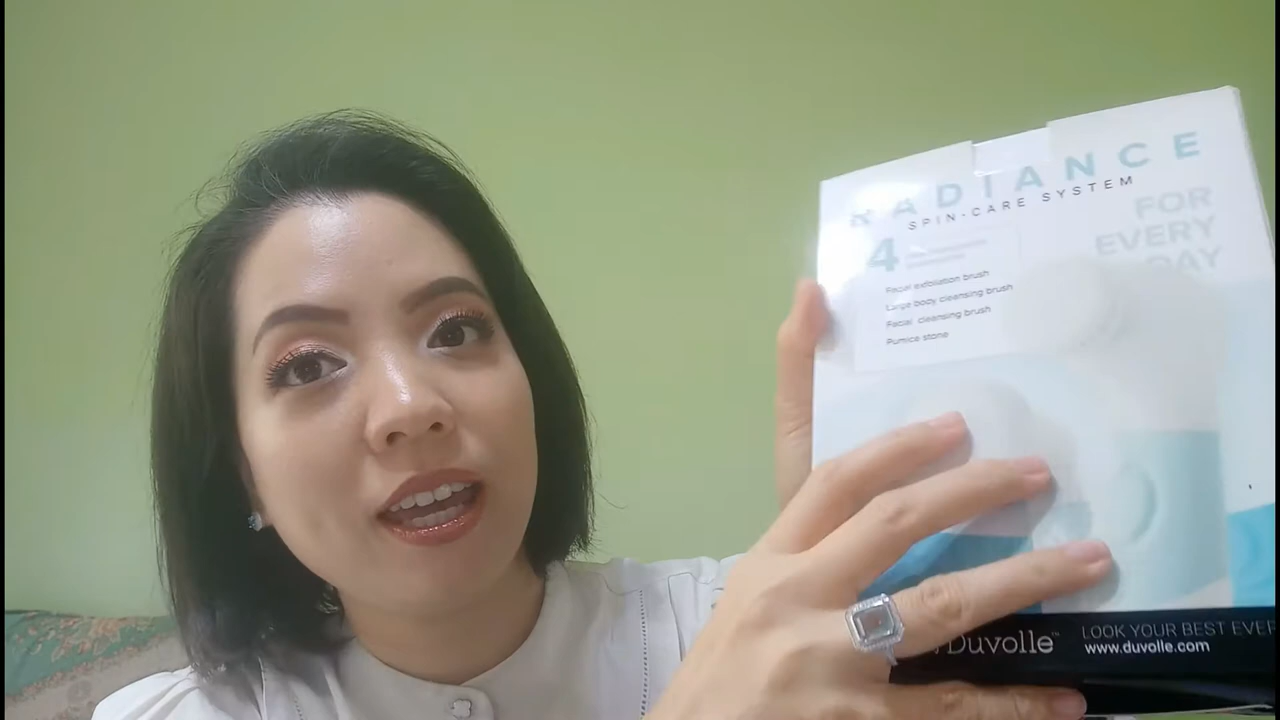 RADIANCE
SPIN-CARE SYSTEM
FOR
EVERY
DAY
4
Facial exfoliation brush
Large body cleansing brush
Facial cleansing brush
Pumice stone
Duvolle™
LOOK YOUR BEST EVER
www.duvolle.com